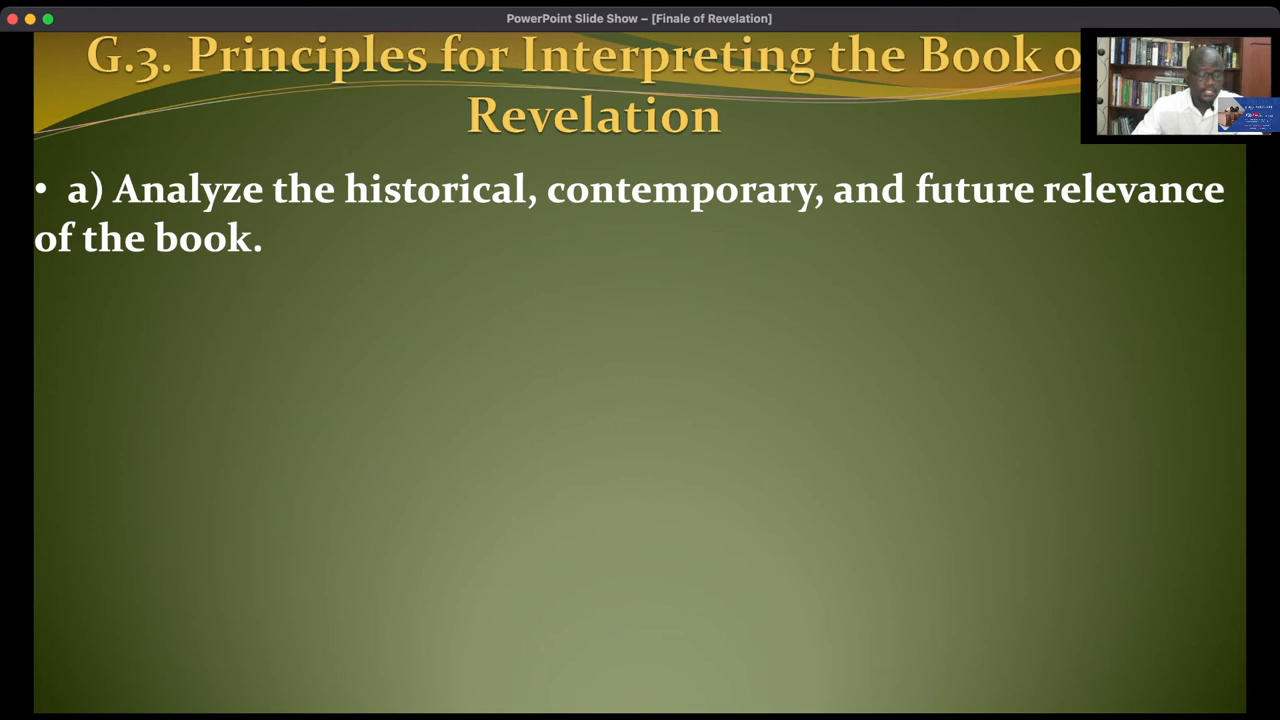 PowerPoint Slide Show – [Finale of Revelation]
G.3. Principles for Interpreting the Book o
Revelation
• a) Analyze the historical, contemporary, and future relevance
of the book.